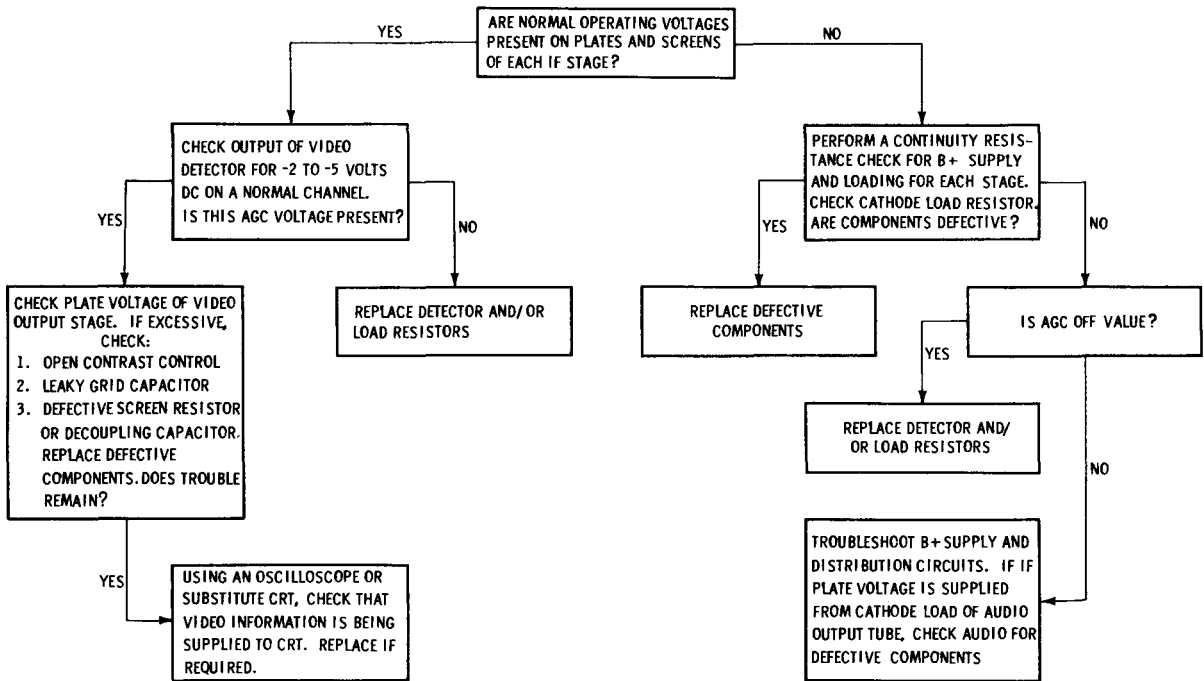 ARE NORMAL OPERATING VOLTAGES
PRESENT ON PLATES AND SCREENS
OF EACH IF STAGE?
YES
NO
CHECK OUTPUT OF VIDEO
DETECTOR FOR -2 TO -5 VOLTS
DC ON A NORMAL CHANNEL.
IS THIS AGC VOLTAGE PRESENT?
YES
NO
PERFORM A CONTINUITY RESIS-
TANCE CHECK FOR B+ SUPPLY
AND LOADING FOR EACH STAGE.
CHECK CATHODE LOAD RESISTOR.
ARE COMPONENTS DEFECTIVE?
YES
NO
CHECK PLATE VOLTAGE OF VIDEO
OUTPUT STAGE. IF EXCESSIVE,
CHECK:
1. OPEN CONTRAST CONTROL
2. LEAKY GRID CAPACITOR
3. DEFECTIVE SCREEN RESISTOR
OR DECOUPLING CAPACITOR.
REPLACE DEFECTIVE
COMPONENTS. DOES TROUBLE
REMAIN?
REPLACE DETECTOR AND/OR
LOAD RESISTORS
REPLACE DEFECTIVE
COMPONENTS
IS AGC OFF VALUE?
YES
NO
REPLACE DETECTOR AND/
OR LOAD RESISTORS
YES
USING AN OSCILLOSCOPE OR
SUBSTITUTE CRT, CHECK THAT
VIDEO INFORMATION IS BEING
SUPPLIED TO CRT. REPLACE IF
REQUIRED.
TROUBLESHOOT B+ SUPPLY AND
DISTRIBUTION CIRCUITS. IF IF
PLATE VOLTAGE IS SUPPLIED
FROM CATHODE LOAD OF AUDIO
OUTPUT TUBE, CHECK AUDIO FOR
DEFECTIVE COMPONENTS